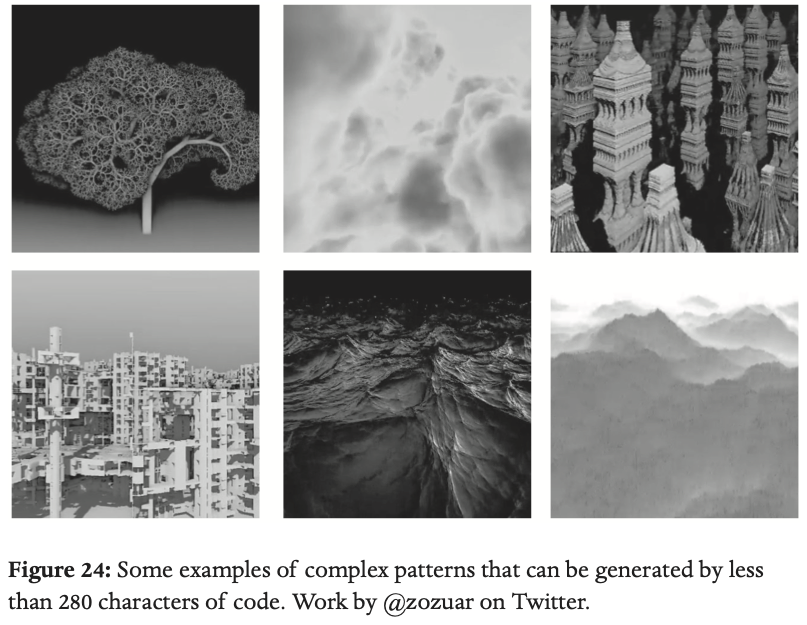 Figure 24: Some examples of complex patterns that can be generated by less
than 280 characters of code. Work by @zozuar on Twitter.